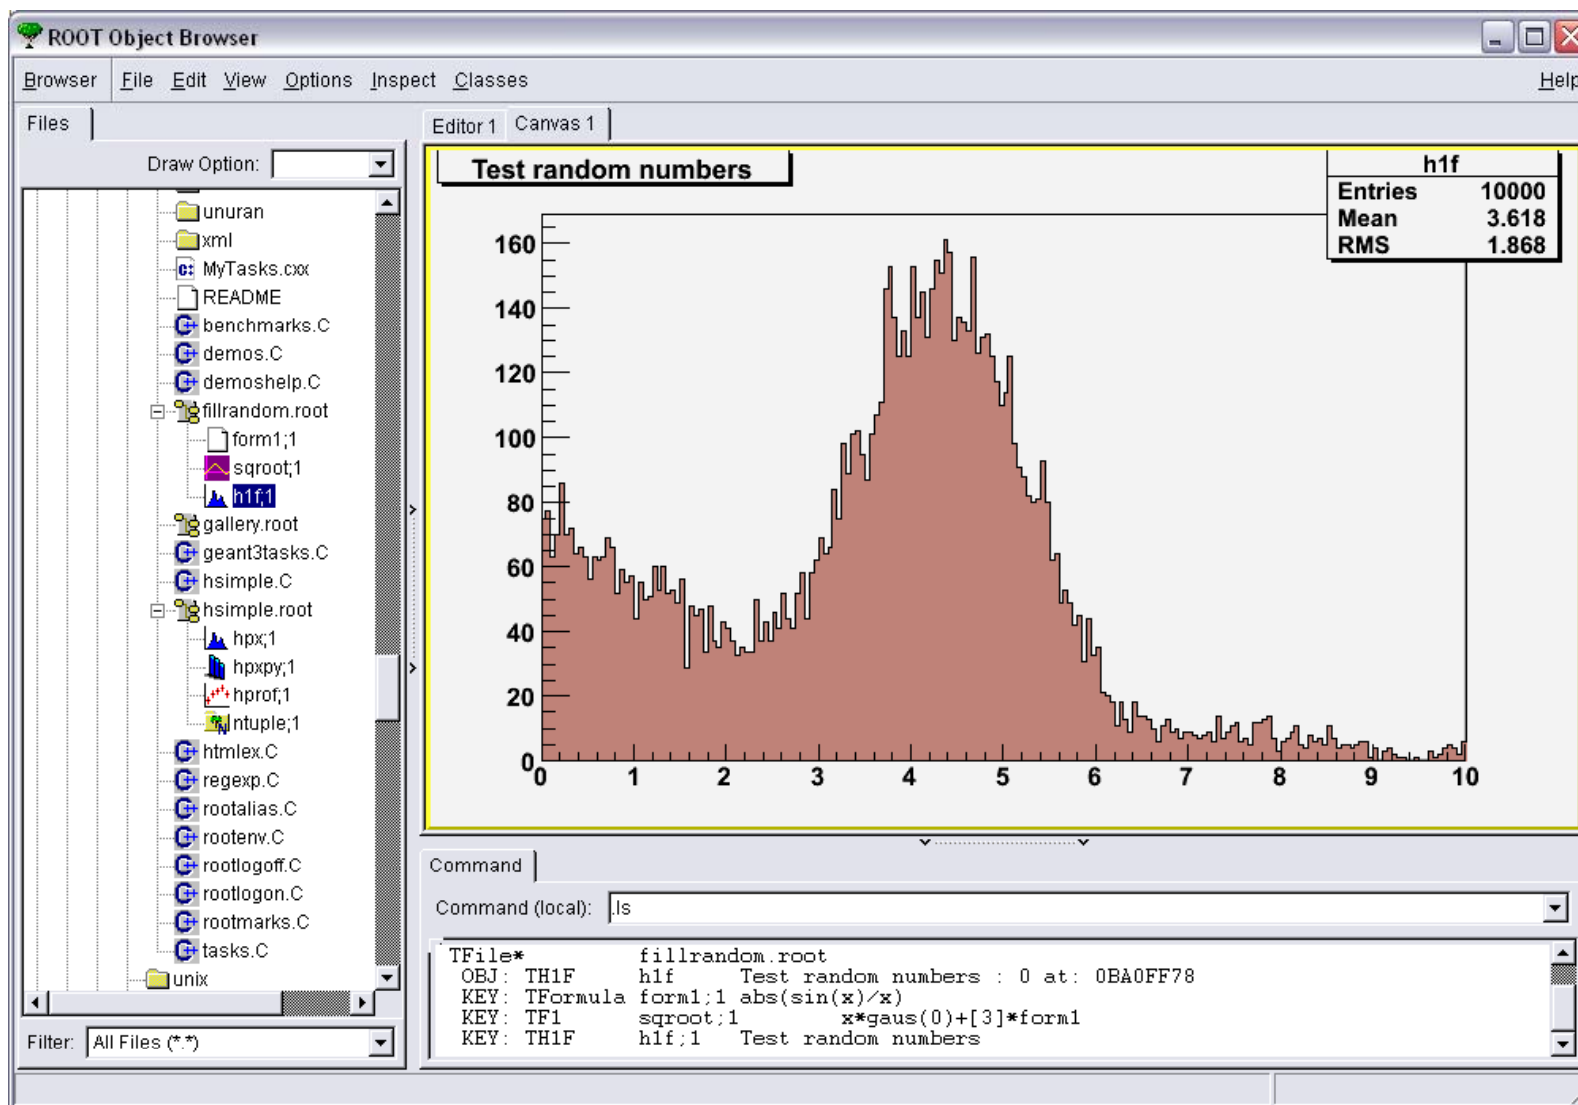 ROOT Object Browser
Browser File Edit View Options Inspect Classes Help
Files
Draw Option:
unuran
xml
MyTasks.cxx
README
benchmarks.C
demos.C
demoshelp.C
fillrandom.root
form1;1
sqroot;1
h1f;1
gallery.root
geant3tasks.C
hsimple.C
hsimple.root
hpx;1
hpxpy;1
hprof;1
ntuple;1
htmlex.C
regexp.C
rootalias.C
rootenv.C
rootlogoff.C
rootlogon.C
rootmarks.C
tasks.C
unix
Filter: All Files (*.*)
Editor 1 Canvas 1
Test random numbers
h1f
Entries 10000
Mean 3.618
RMS 1.868
160
140
120
100
80
60
40
20
0
0 1 2 3 4 5 6 7 8 9 10
Command
Command (local): .ls
TFile* fillrandom.root
OBJ: TH1F h1f Test random numbers : 0 at: 0BA0FF78
KEY: TFormula form1;1 abs(sin(x)/x)
KEY: TF1 sqroot;1 x*gaus(0)+[3]*form1
KEY: TH1F h1f;1 Test random numbers